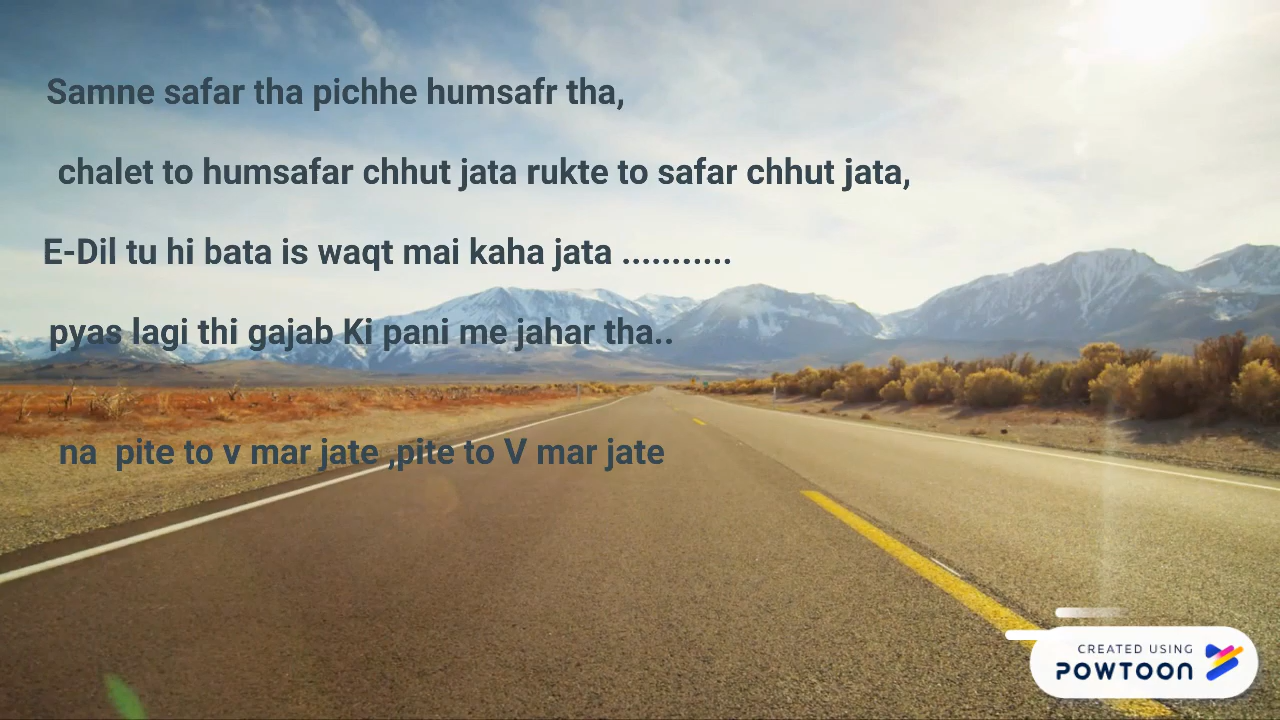 Samne safar tha pichhe humsafr tha,
chalet to humsafar chhut jata rukte to safar chhut jata,
E-Dil tu hi bata is waqt mai kaha jata ...........
pyas lagi thi gajab Ki pani me jahar tha..
na  pite to v mar jate ,pite to V mar jate
CREATED USING
POWTOON